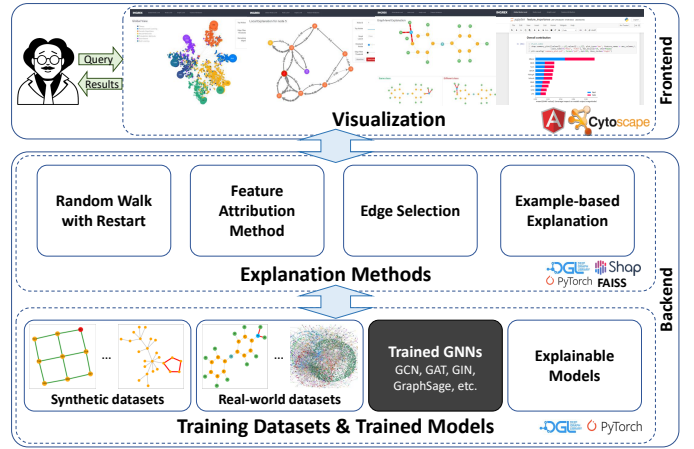 Query
Results
Visualization
Cytoscape
Frontend
Random Walk
with Restart
Feature
Attribution
Method
Edge Selection
Example-based
Explanation
Explanation Methods
DGL
Shap
PyTorch
FAISS
Backend
...
...
Synthetic datasets
Real-world datasets
Trained GNNs
GCN, GAT, GIN,
GraphSage, etc.
Explainable
Models
Training Datasets & Trained Models
DGL
PyTorch